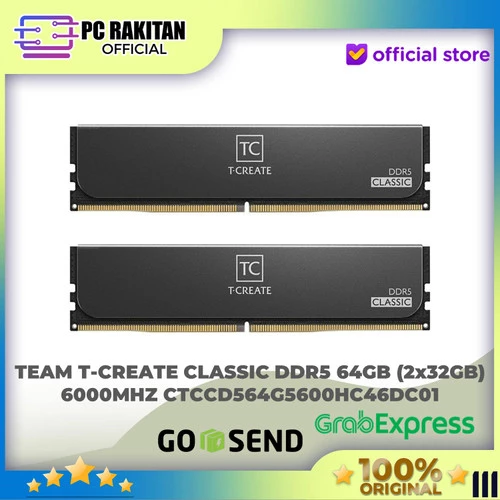 PC RAKITAN
OFFICIAL
official store
TC
T-CREATE
DDR5
CLASSIC
TC
T-CREATE
DDR5
CLASSIC
TEAM T-CREATE CLASSIC DDR5 64GB (2x32GB)
6000MHZ CTCCD564G5600HC46DC01
GO SEND
GrabExpress
100%
ORIGINAL